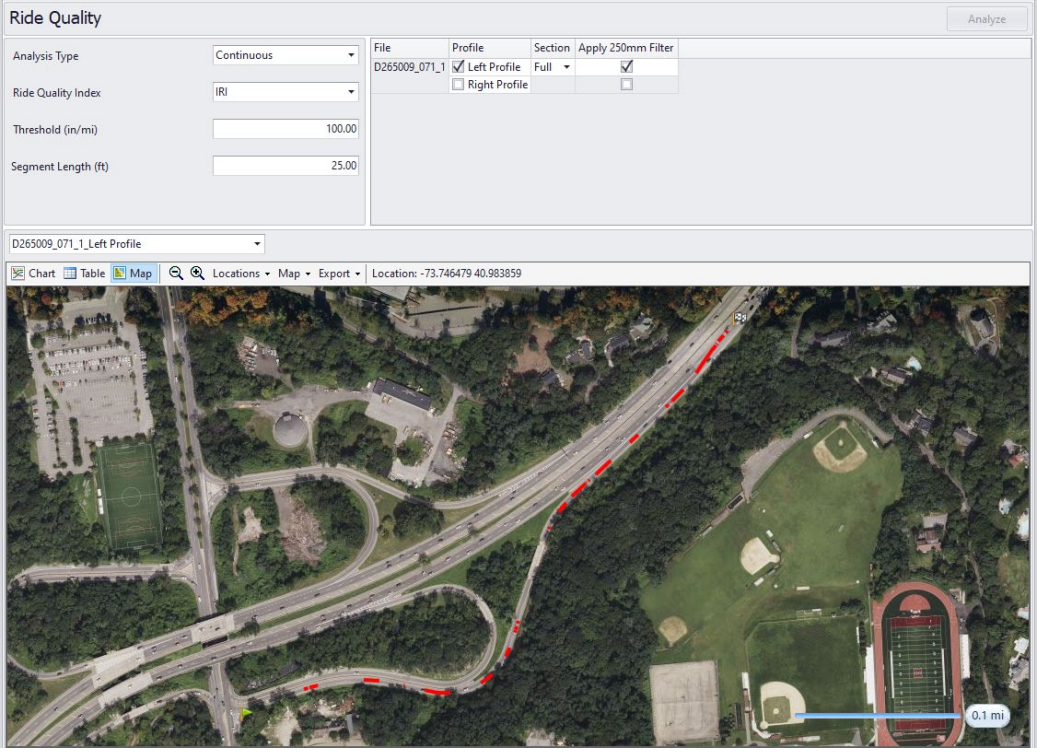 Ride Quality
Analyze
Analysis Type
Continuous
Ride Quality Index
IRI
Threshold (in/mi)
100.00
Segment Length (ft)
25.00
File Profile Section Apply 250mm Filter
D265009_071_1 Left Profile Full
Right Profile
D265009_071_1_Left Profile
Chart Table Map Locations Map Export Location: -73.746479 40.983859
0.1 mi